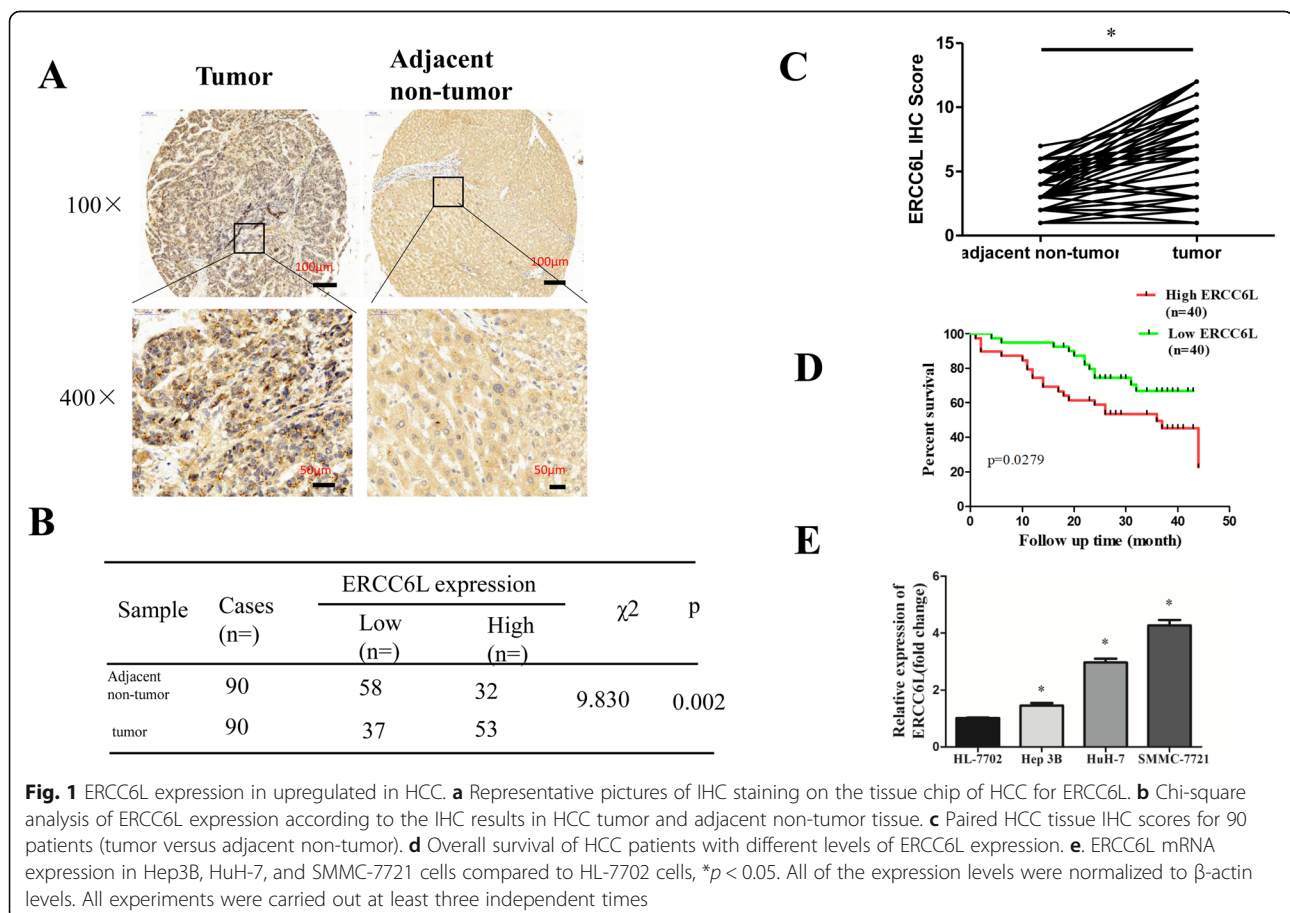 A
Tumor
Adjacent
non-tumor
100×
100μm
100μm
400×
50μm
50μm
B
Sample
Cases
(n=)
ERCC6L expression
Low
(n=)
High
(n=)
χ2
p
Adjacent
non-tumor
90
58
32
9.830
0.002
tumor
90
37
53
C
ERCC6L IHC Score
15
10
5
0
*
adjacent non-tumor
tumor
D
High ERCC6L
(n=40)
Low ERCC6L
(n=40)
Percent survival
100
80
60
40
20
0
p=0.0279
0
10
20
30
40
50
Follow up time (month)
E
Relative expression of
ERCC6L(fold change)
6
4
2
0
*
*
*
HL-7702
Hep 3B
HuH-7
SMMC-7721
Fig. 1 ERCC6L expression in upregulated in HCC. a Representative pictures of IHC staining on the tissue chip of HCC for ERCC6L. b Chi-square
analysis of ERCC6L expression according to the IHC results in HCC tumor and adjacent non-tumor tissue. c Paired HCC tissue IHC scores for 90
patients (tumor versus adjacent non-tumor). d Overall survival of HCC patients with different levels of ERCC6L expression. e. ERCC6L mRNA
expression in Hep3B, HuH-7, and SMMC-7721 cells compared to HL-7702 cells, *p < 0.05. All of the expression levels were normalized to β-actin
levels. All experiments were carried out at least three independent times